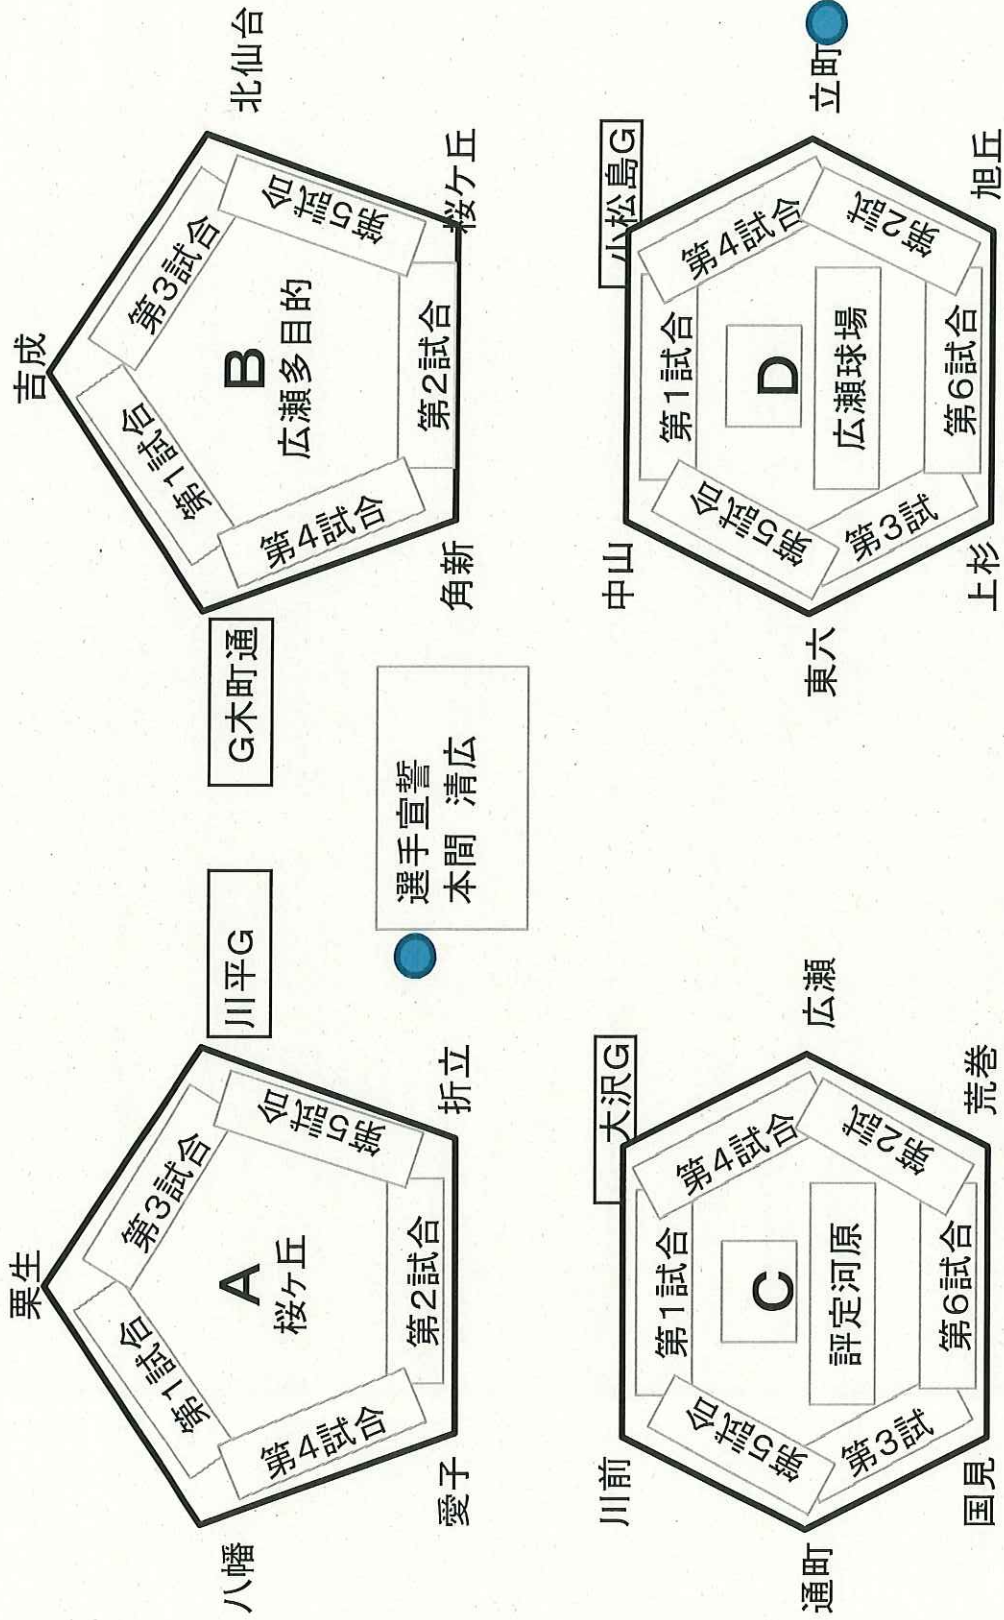 栗生
八幡
川平G
第1試合
第3試合
第4試合
第5試合
A
桜ケ丘
第2試合
愛子
折立
吉成
G木町通
北仙台
第1試合
第3試合
第4試合
第5試合
B
広瀬多目的
第2試合
角新
桜ケ丘
選手宣誓
本間 清広
川前
大沢G
第1試合
第5試合
第4試合
C
通町
広瀬
評定河原
第3試
第2試
第6試合
国見
荒巻
中山
小松島G
第1試合
第5試合
第4試合
D
東六
立町
広瀬球場
第3試
第2試
第6試合
上杉
旭丘